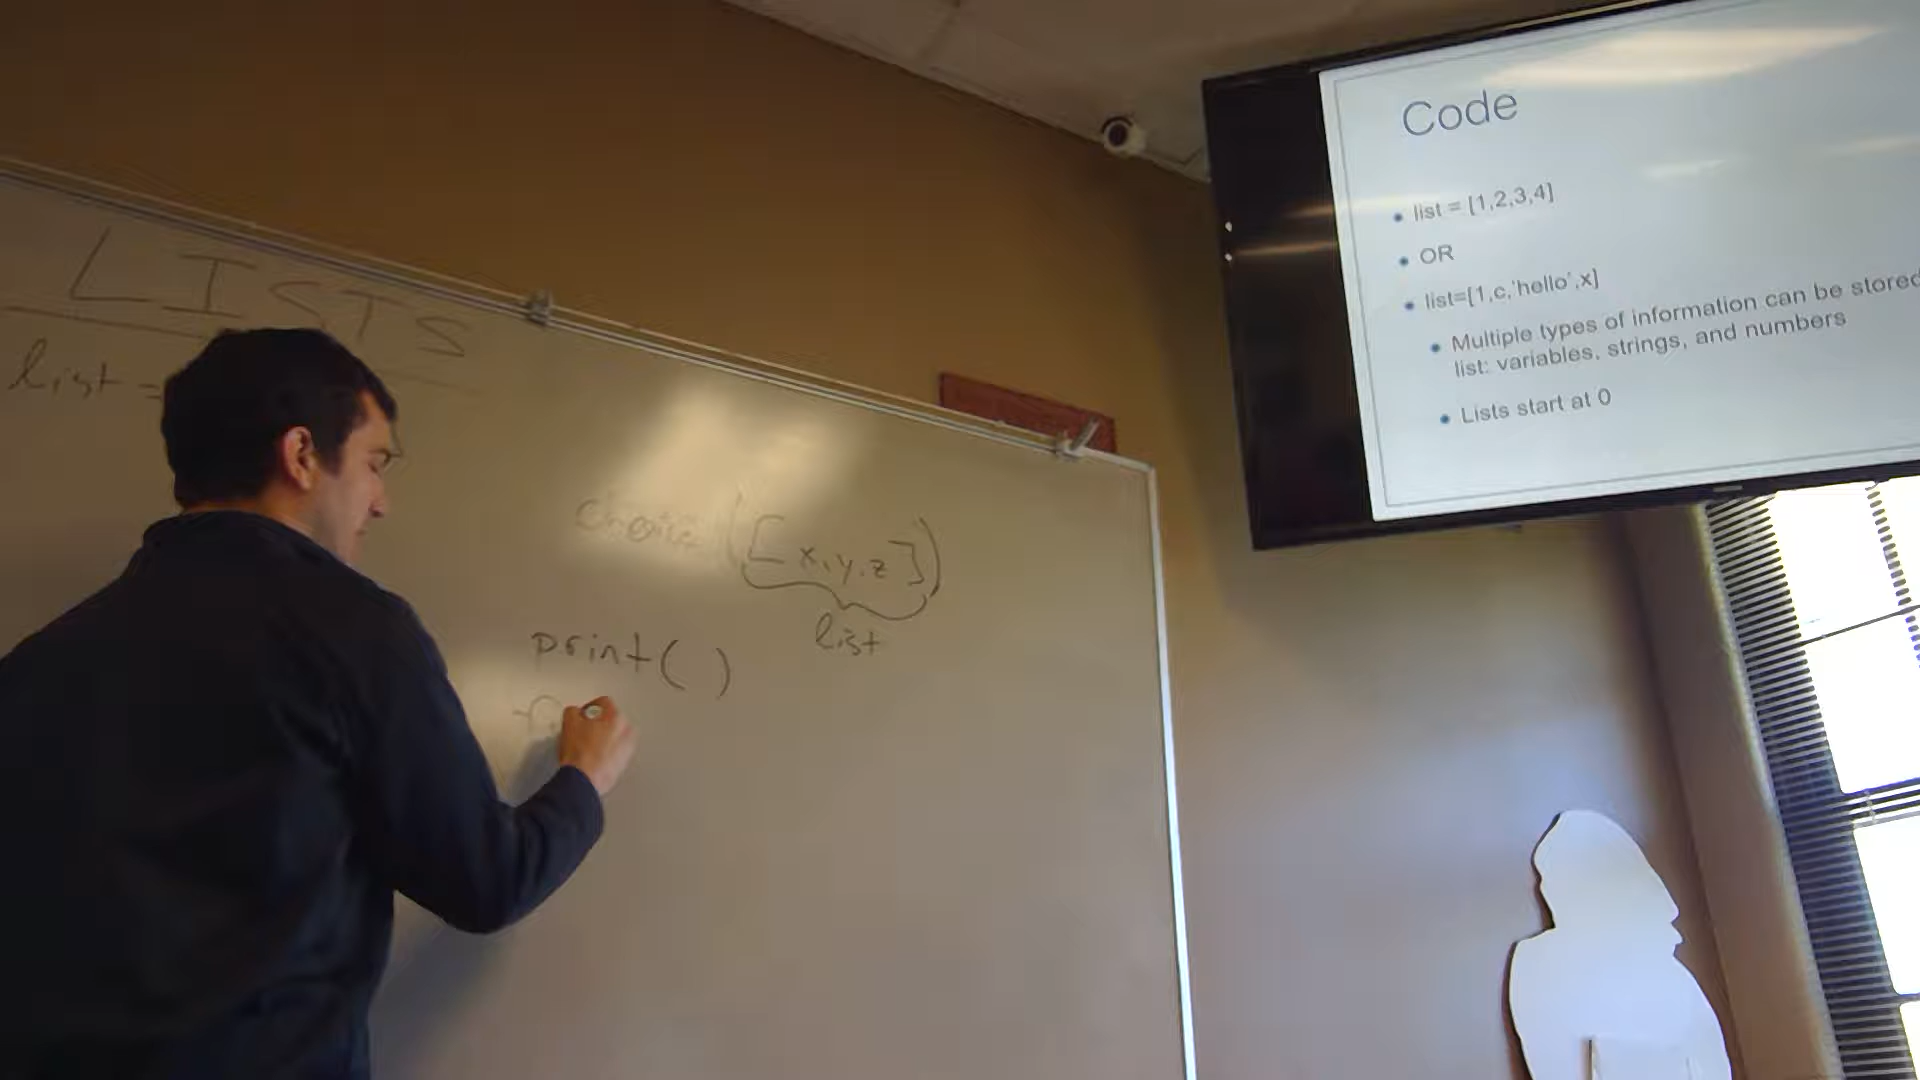 LISTS
list =
choice ([x,y,z])
list
print( )
Code
• list = [1,2,3,4]
• OR
• list=[1,c,'hello',x]
• Multiple types of information can be stored
list: variables, strings, and numbers
• Lists start at 0